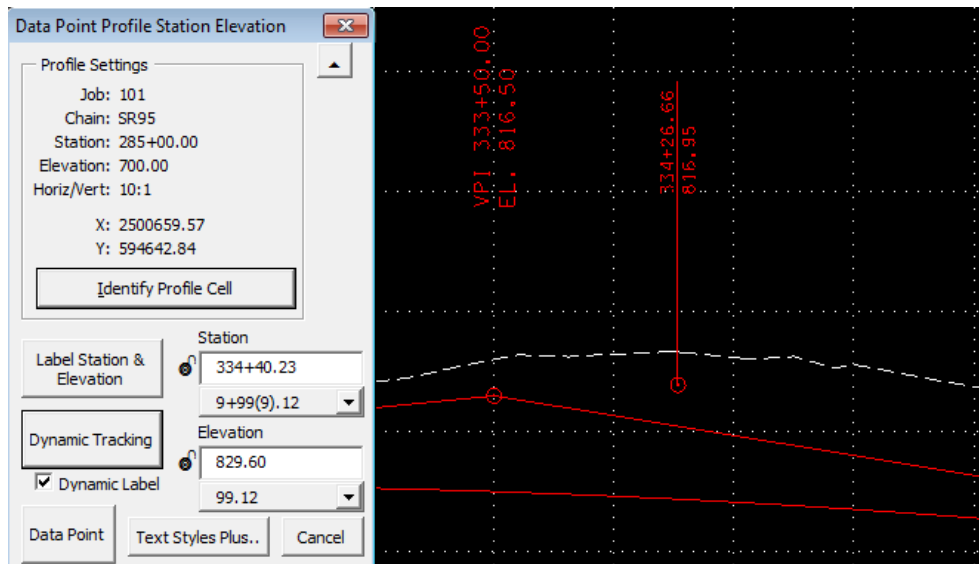 Data Point Profile Station Elevation
Profile Settings
Job: 101
Chain: SR95
Station: 285+00.00
Elevation: 700.00
Horiz/Vert: 10:1
X: 2500659.57
Y: 594642.84
Identify Profile Cell
Label Station &
Elevation
Station
334+40.23
9+99(9).12
Dynamic Tracking
Dynamic Label
Elevation
829.60
99.12
Data Point
Text Styles Plus..
Cancel
VPI 333+50.00
EL. 816.50
334+26.66
816.95